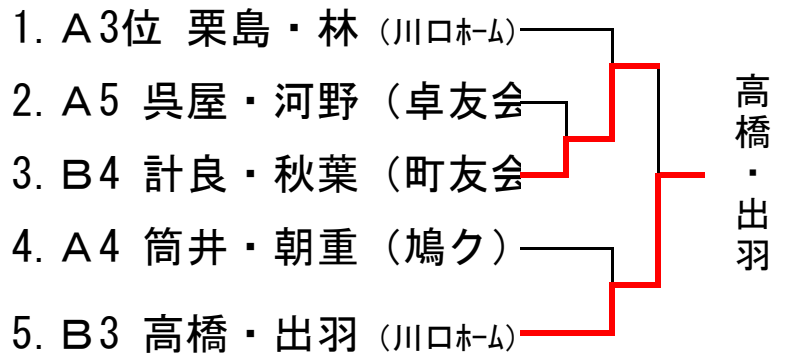 1. A3位 栗島・林 (川口ﾎｰﾑ)
2. A5 呉屋・河野 (卓友会
3. B4 計良・秋葉 (町友会
4. A4 筒井・朝重 (鳩ク)
5. B3 高橋・出羽 (川口ﾎｰﾑ)
高橋・出羽